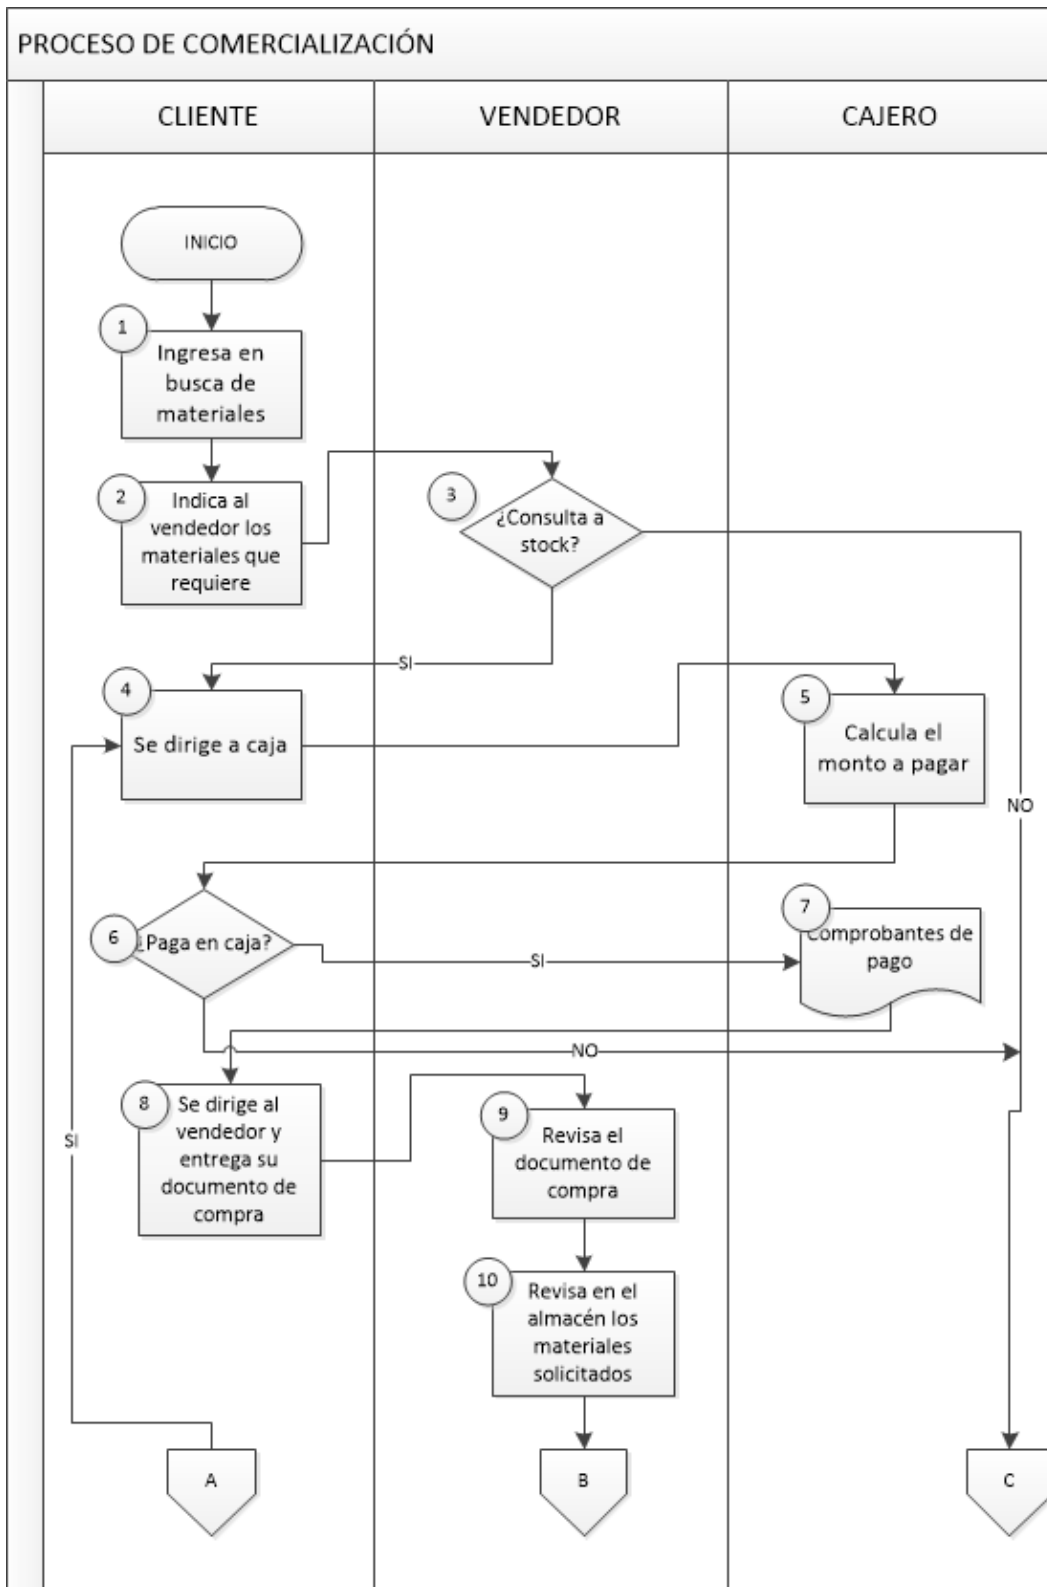 PROCESO DE COMERCIALIZACIÓN
CLIENTE
VENDEDOR
CAJERO
INICIO
1
Ingresa en
busca de
materiales
2
Indica al
vendedor los
materiales que
requiere
3
¿Consulta a
stock?
SI
4
Se dirige a caja
5
Calcula el
monto a pagar
NO
6
¿Paga en caja?
SI
7
Comprobantes de
pago
NO
8
Se dirige al
vendedor y
entrega su
documento de
compra
SI
9
Revisa el
documento de
compra
10
Revisa en el
almacén los
materiales
solicitados
A
B
C